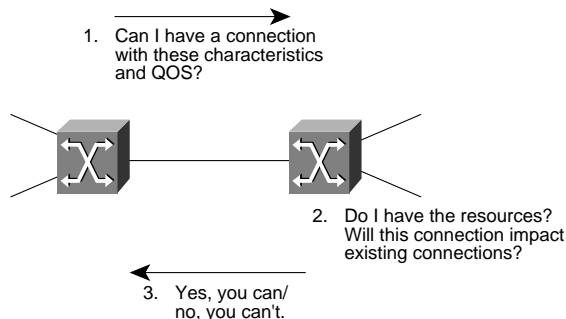 1. Can I have a connection
with these characteristics
and QOS?
2. Do I have the resources?
Will this connection impact
existing connections?
3. Yes, you can/
no, you can't.